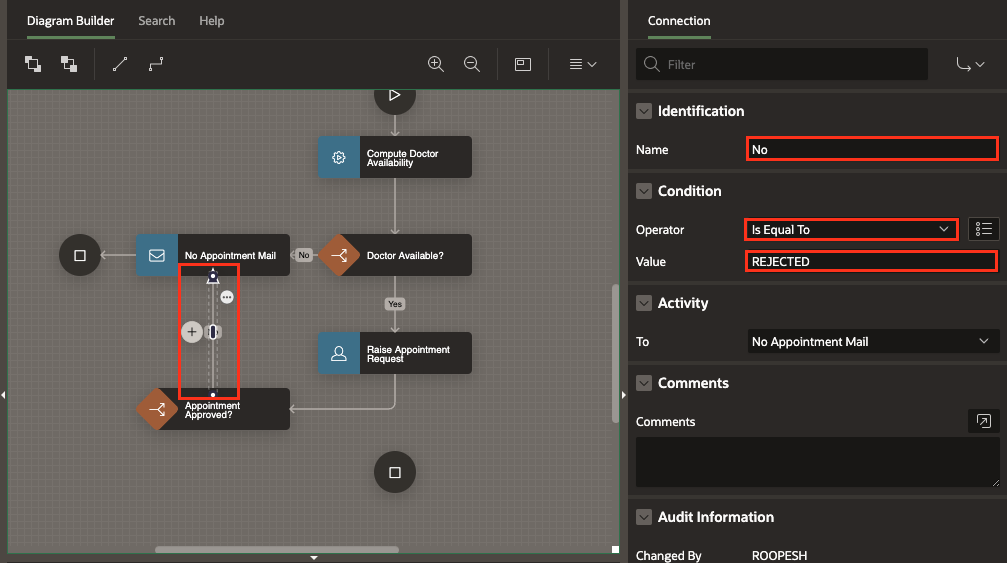 Diagram Builder
Search
Help
Compute Doctor
Availability
No Appointment Mail
No
Doctor Available?
Yes
Raise Appointment
Request
Appointment
Approved?
Connection
Filter
Identification
Name
No
Condition
Operator
Is Equal To
Value
REJECTED
Activity
To
No Appointment Mail
Comments
Comments
Audit Information
Changed By
ROOPESH